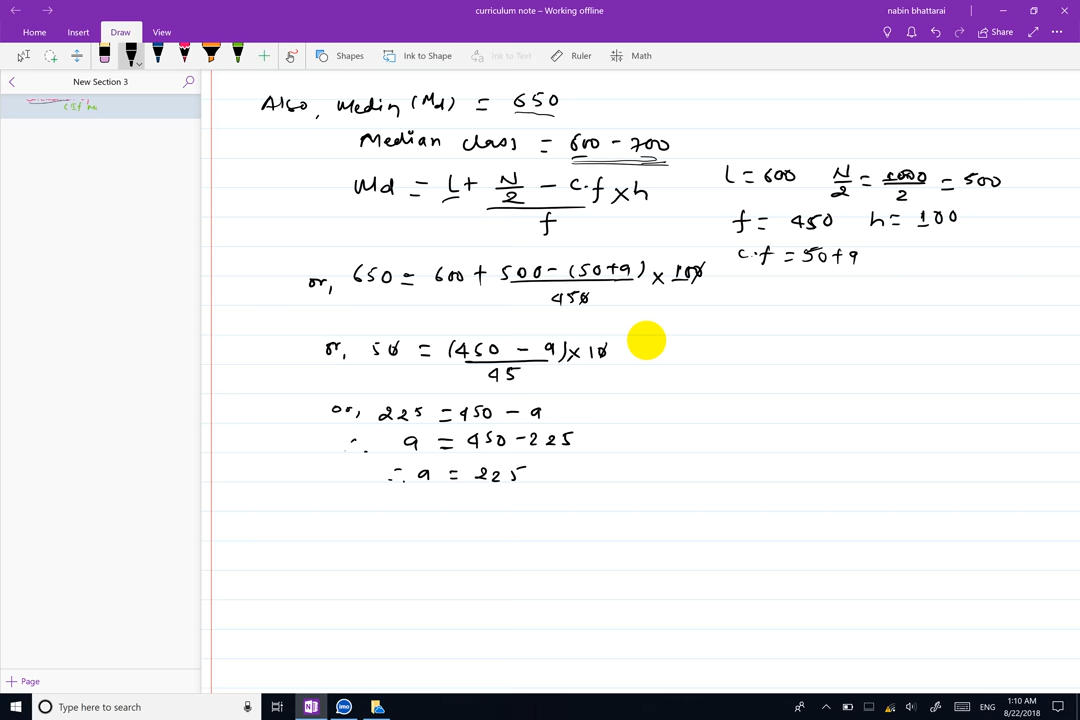 curriculum note – Working offline
nabin bhattarai
Home Insert Draw View
Share
Shapes Ink to Shape Ink to Text Ruler Math
New Section 3
Also, Median (Md) = 650
Median class = 600 - 700
Md = L + N/2 - c.f / f × h
L = 600 N/2 = 1000/2 = 500
f = 450 h = 100
c.f = 50+a
or, 650 = 600 + 500 - (50+a) / 450 × 100
or, 50 = (450 - a) / 45 × 10
or, 225 = 450 - a
∴ a = 450 - 225
∴ a = 225
Page
Type here to search
ENG
1:10 AM
8/22/2018